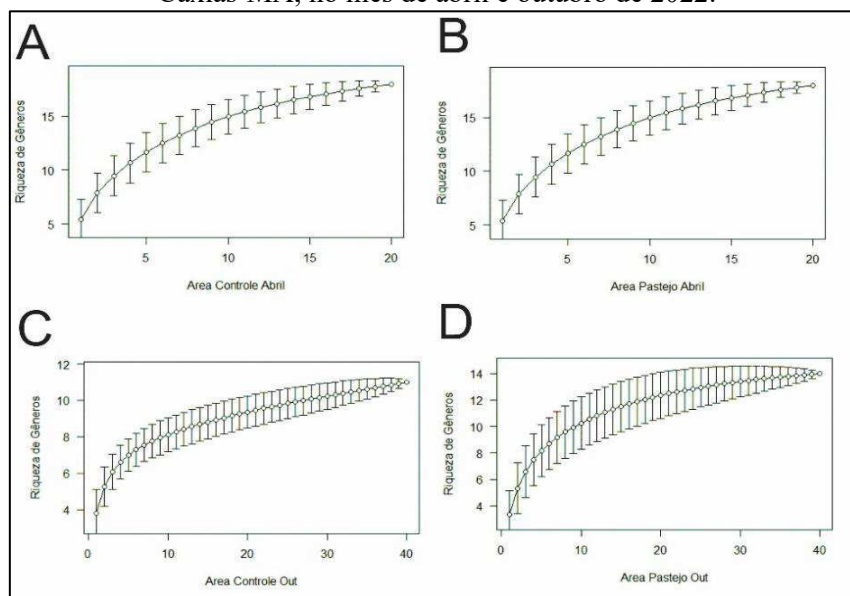 Caxias-MA, no mês de abril e outubro de 2022.
A
B
Riqueza de Gêneros
15
10
5
5
10
15
20
Area Controle Abril
Riqueza de Gêneros
15
10
5
5
10
15
20
Area Pastejo Abril
C
D
Riqueza de Gêneros
12
10
8
6
4
0
10
20
30
40
Area Controle Out
Riqueza de Gêneros
14
12
10
8
6
4
0
10
20
30
40
Area Pastejo Out